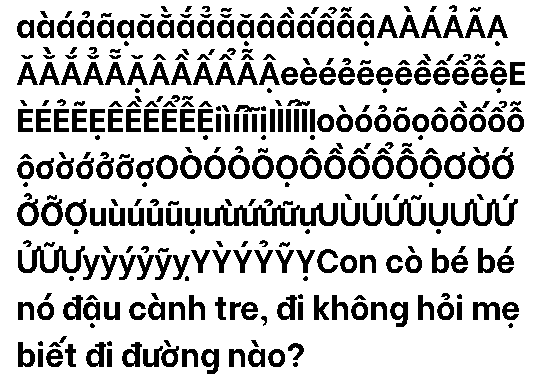 aàáảãạăằắẳẵặâầấẩẫậAÀÁẢÃẠ
ĂẰẮẲẴẶÂẦẤẨẪẬeèéẻẽẹêềếểễệE
ÈÉẺẼẸÊỀẾỂỄỆiìíỉĩịIÌÍỈĨỊoòóỏõọôồốổỗ
ộơờớởỡợOÒÓỎÕỌÔỒỐỔỖỘƠỜỚ
ỞỠỢuùúủũụưừứửữựUÙÚỨŨỤƯỪỨ
ỬỮỰyỳýỷỹỵYỲÝỶỸỴCon cò bé bé
nó đậu cành tre, đi không hỏi mẹ
biết đi đường nào?